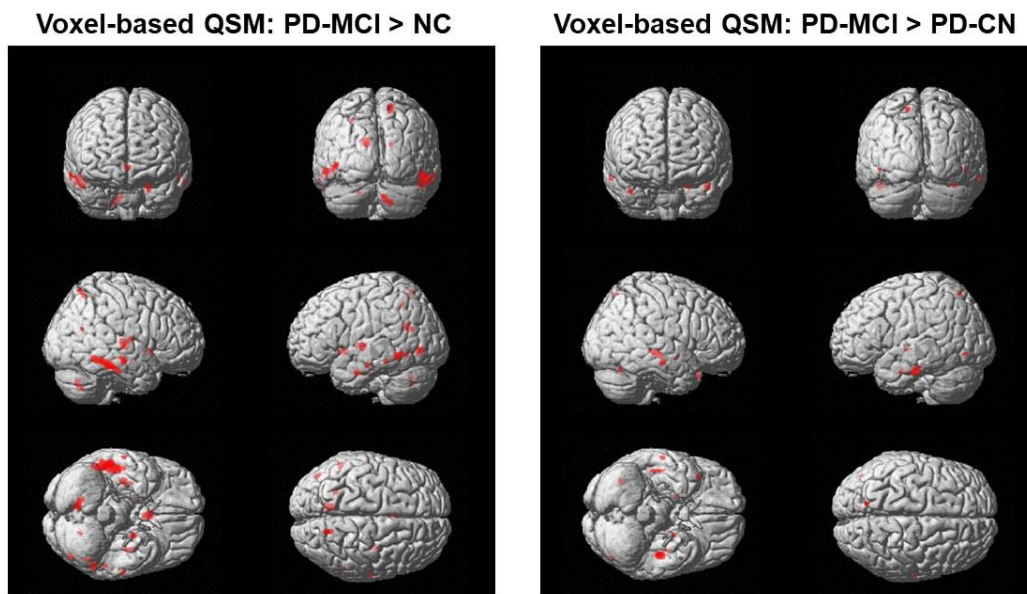 Voxel-based QSM: PD-MCI > NC
Voxel-based QSM: PD-MCI > PD-CN